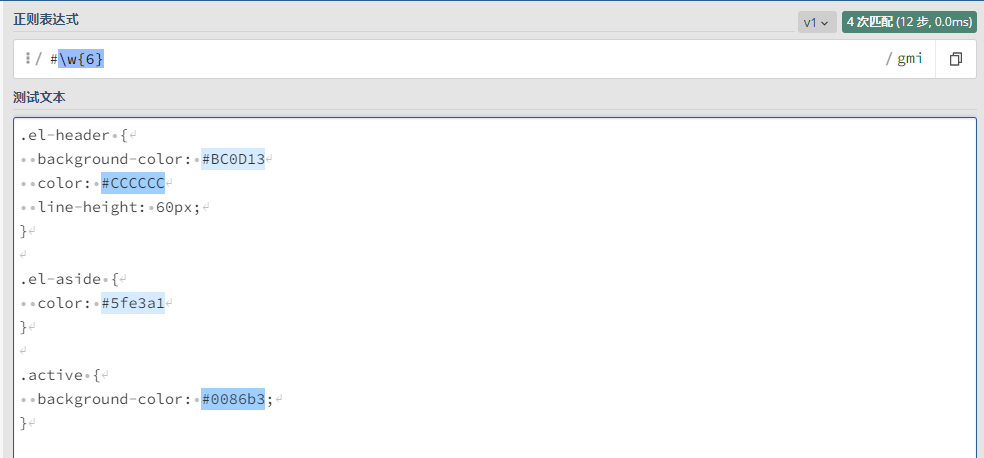 正则表达式
v1 4 次匹配 (12 步, 0.0ms)
/ #\w{6} / gmi
测试文本
.el-header {
  background-color: #BC0D13
  color: #CCCCCC
  line-height: 60px;
}

.el-aside {
  color: #5fe3a1
}

.active {
  background-color: #0086b3;
}